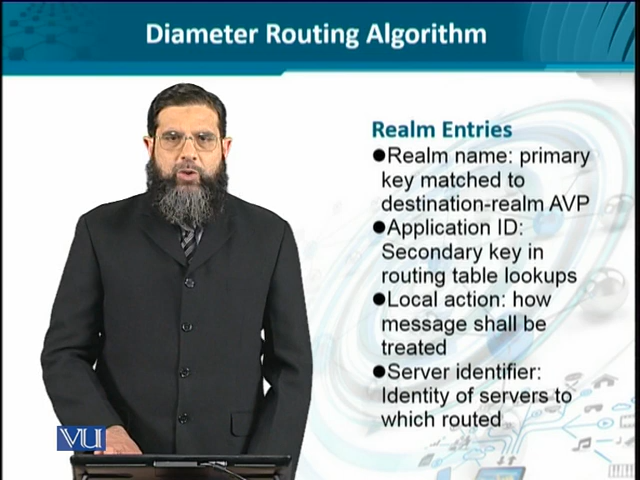 Diameter Routing Algorithm
Realm Entries
●Realm name: primary
key matched to
destination-realm AVP
●Application ID:
Secondary key in
routing table lookups
●Local action: how
message shall be
treated
●Server identifier:
Identity of servers to
which routed
VU